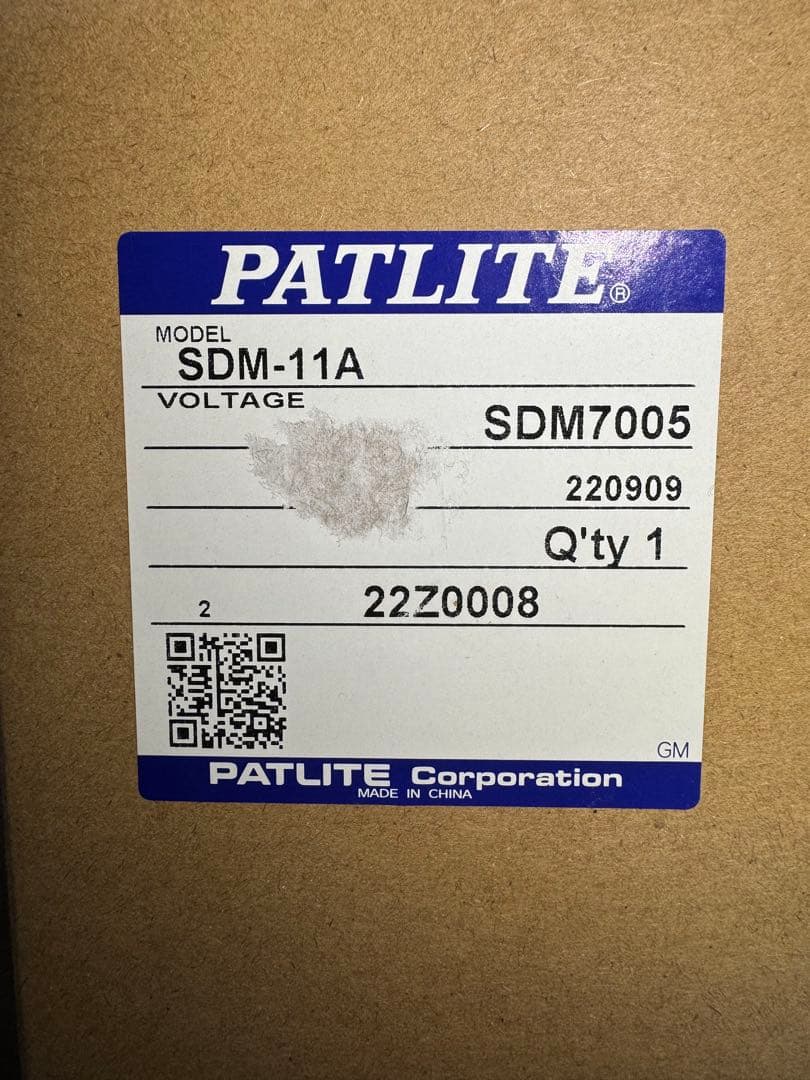 PATLITE®
MODEL
SDM-11A
VOLTAGE
SDM7005
220909
Q'ty 1
2 22Z0008
GM
PATLITE Corporation
MADE IN CHINA